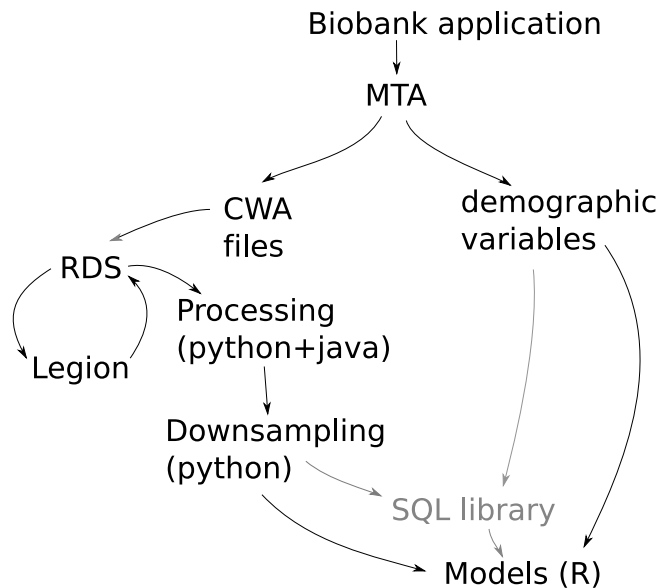 Biobank application
MTA
CWA
files
demographic
variables
RDS
Processing
(python+java)
Legion
Downsampling
(python)
SQL library
Models (R)